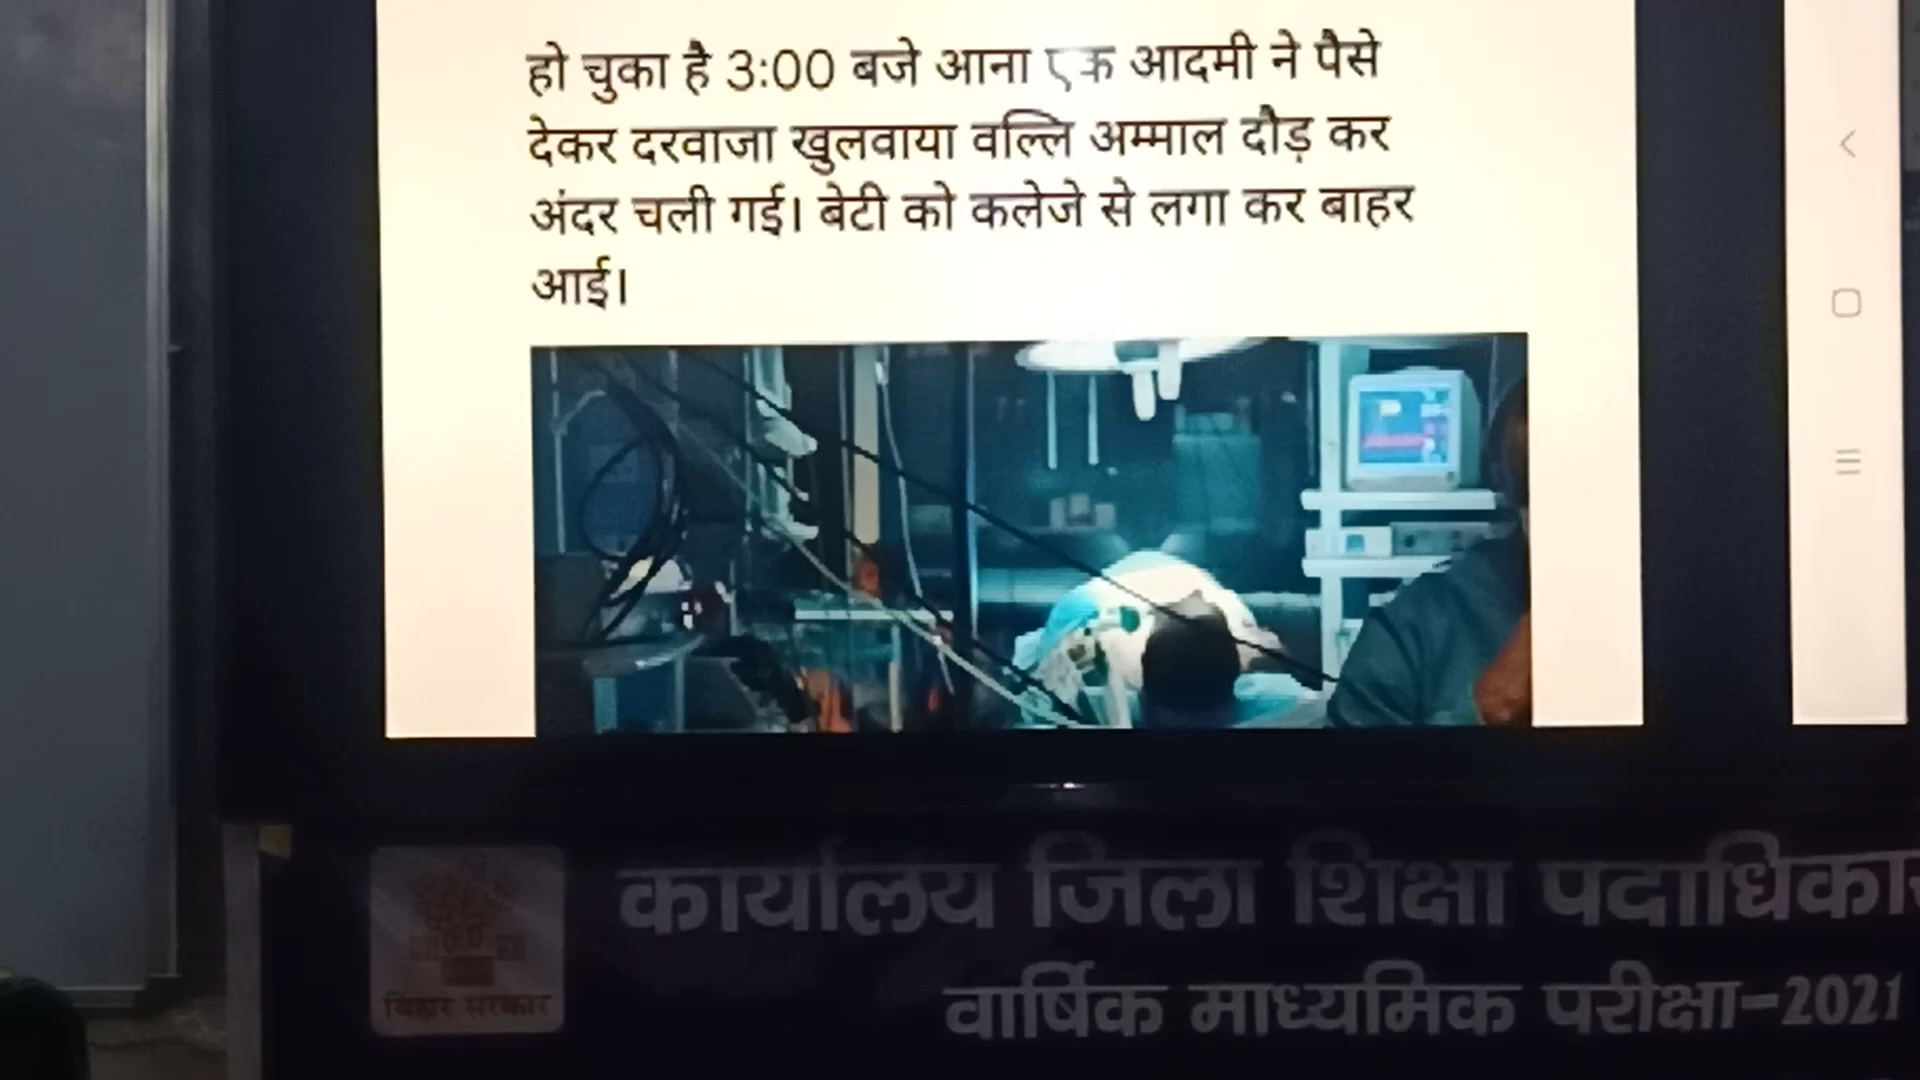 हो चुका है 3:00 बजे आना एक आदमी ने पैसे
देकर दरवाजा खुलवाया वल्लि अम्माल दौड़ कर
अंदर चली गई। बेटी को कलेजे से लगा कर बाहर
आई।
कार्यालय जिला शिक्षा पदाधिकार
वार्षिक माध्यमिक परीक्षा-2021
बिहार सरकार